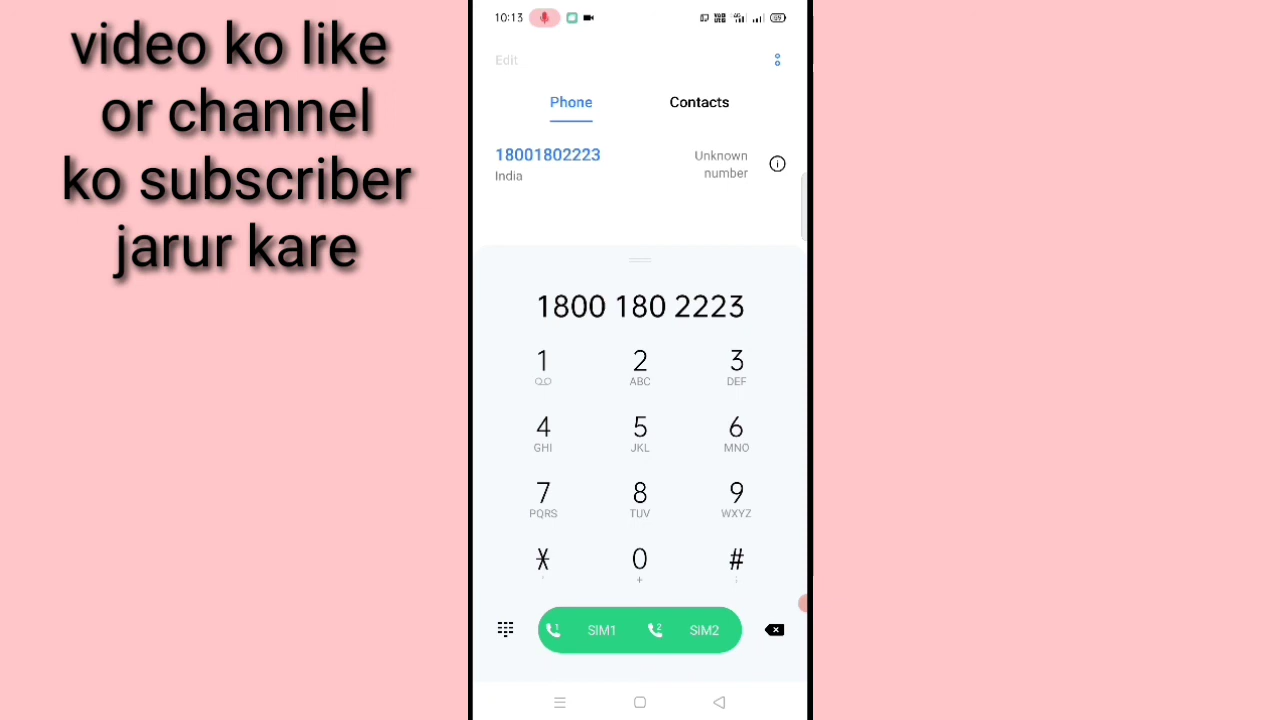 video ko like
or channel
ko subscriber
jarur kare
10:13
Edit
Phone
Contacts
18001802223
India
Unknown
number
1800 180 2223
1
2
ABC
3
DEF
4
GHI
5
JKL
6
MNO
7
PQRS
8
TUV
9
WXYZ
*
0
+
#
;
1
SIM1
2
SIM2